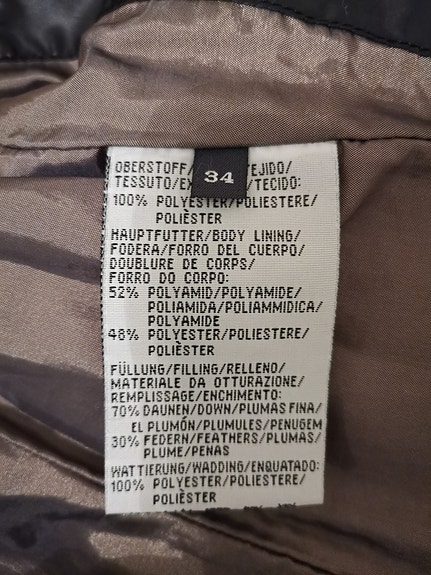 OBERSTOFF/ EJIDO/
34
TESSUTO/EX /TECIDO:
100% POLYESTER/POLIESTERE/
POLIÈSTER
HAUPTFUTTER/BODY LINING/
FODERA/FORRO DEL CUERPO/
DOUBLURE DE CORPS/
FORRO DO CORPO:
52% POLYAMID/POLYAMIDE/
POLIAMIDA/POLIAMMIDICA/
POLYAMIDE
48% POLYESTER/POLIESTERE/
POLIÈSTER
FÜLLUNG/FILLING/RELLENO/
MATERIALE DA OTTURAZIONE/
REMPLISSAGE/ENCHIMENTO:
70% DAUNEN/DOWN/PLUMAS FINA/
EL PLUMÓN/PLUMULES/PENUGEM
30% FEDERN/FEATHERS/PLUMAS/
PLUME/PENAS
WATTIERUNG/WADDING/ENQUATADO:
100% POLYESTER/POLIESTERE/
POLIÈSTER